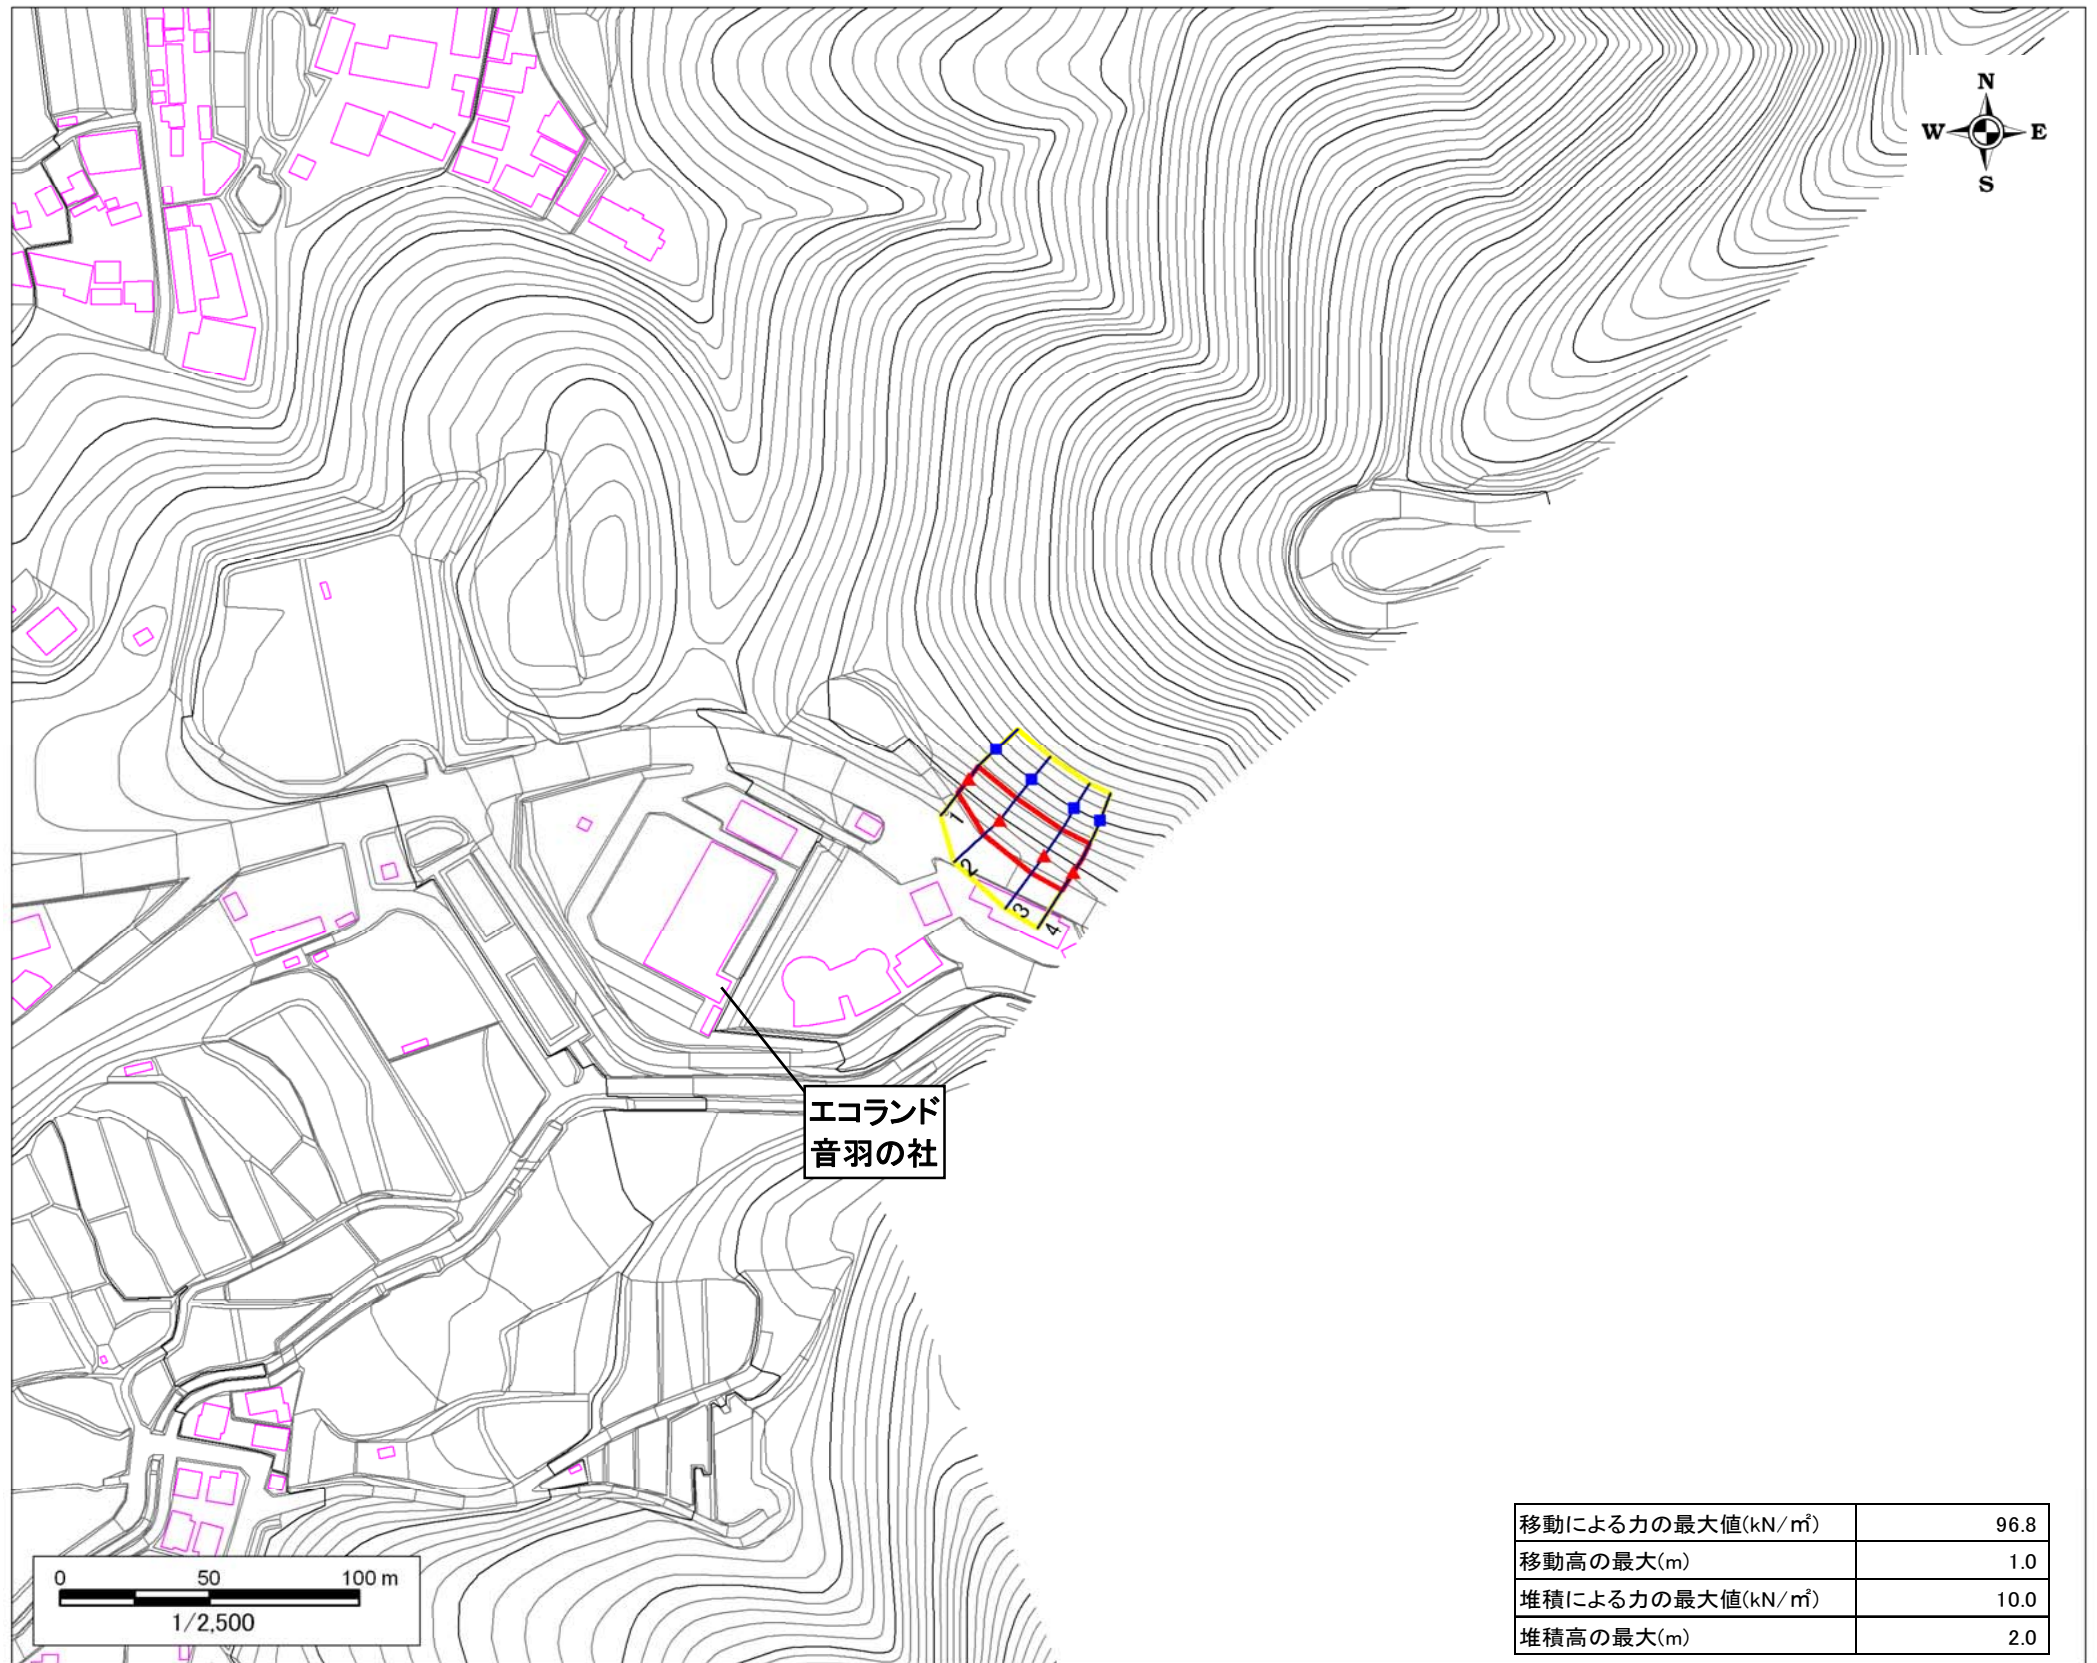 N
W E
S
1
2
3
4
エコランド
音羽の社
移動による力の最大値(kN/㎡) 96.8
移動高の最大(m) 1.0
堆積による力の最大値(kN/㎡) 10.0
堆積高の最大(m) 2.0
0 50 100 m
1/2,500